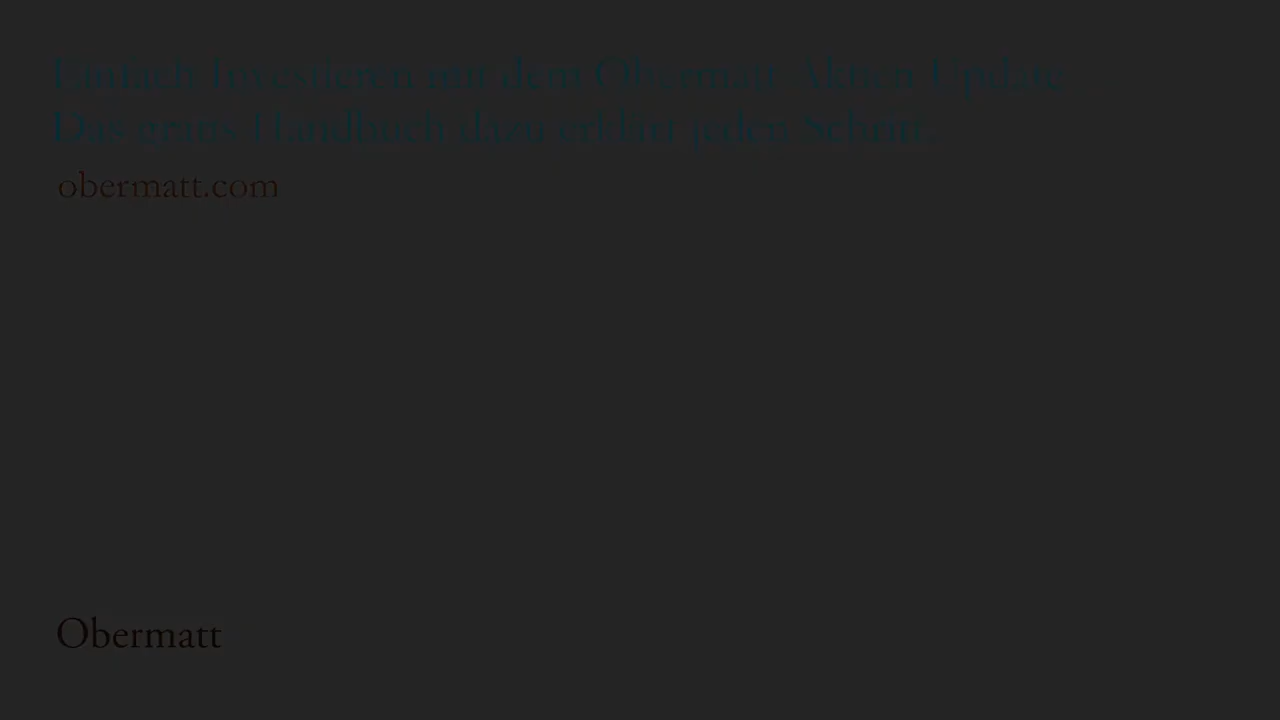 Einfach Investieren mit dem Obermatt Aktien Update
Das gratis Handbuch dazu erklärt jeden Schritt.
obermatt.com
Obermatt